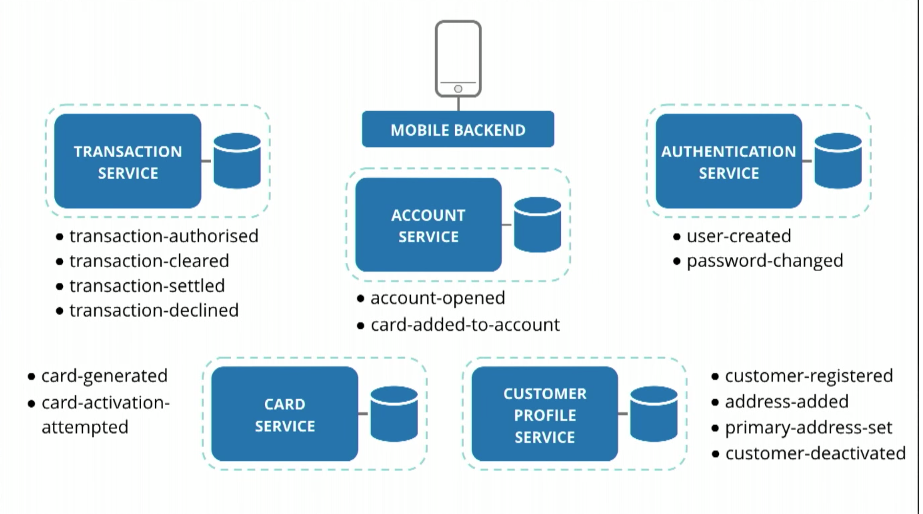 MOBILE BACKEND
TRANSACTION
SERVICE
• transaction-authorised
• transaction-cleared
• transaction-settled
• transaction-declined
ACCOUNT
SERVICE
• account-opened
• card-added-to-account
AUTHENTICATION
SERVICE
• user-created
• password-changed
• card-generated
• card-activation-
attempted
CARD
SERVICE
CUSTOMER
PROFILE
SERVICE
• customer-registered
• address-added
• primary-address-set
• customer-deactivated